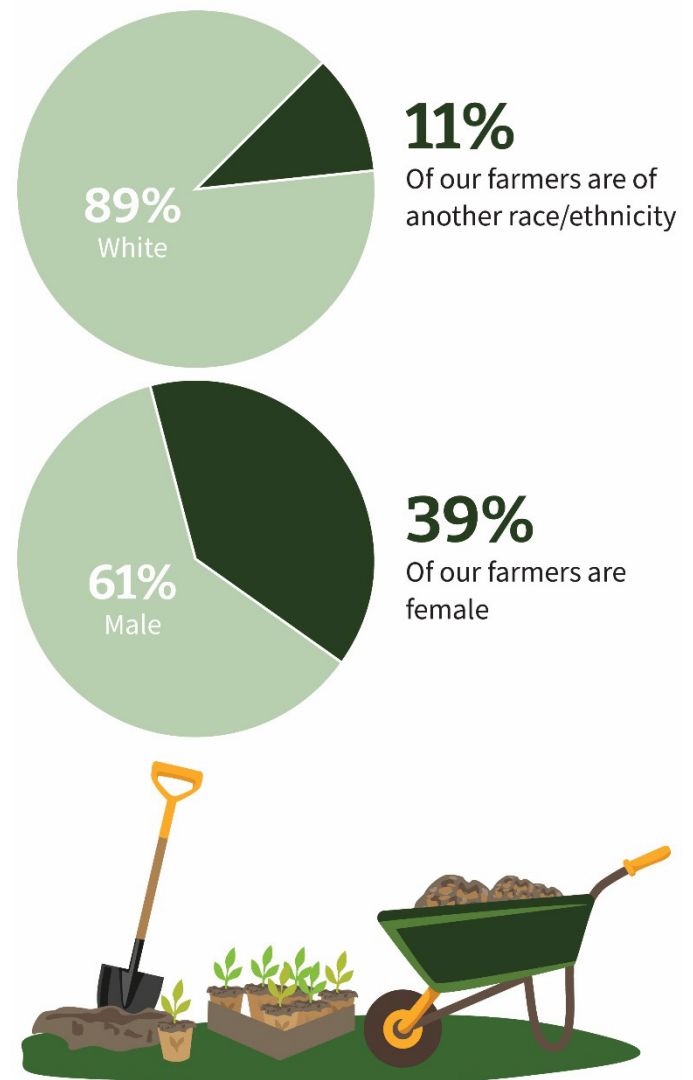 89%
White
11%
Of our farmers are of
another race/ethnicity
61%
Male
39%
Of our farmers are
female